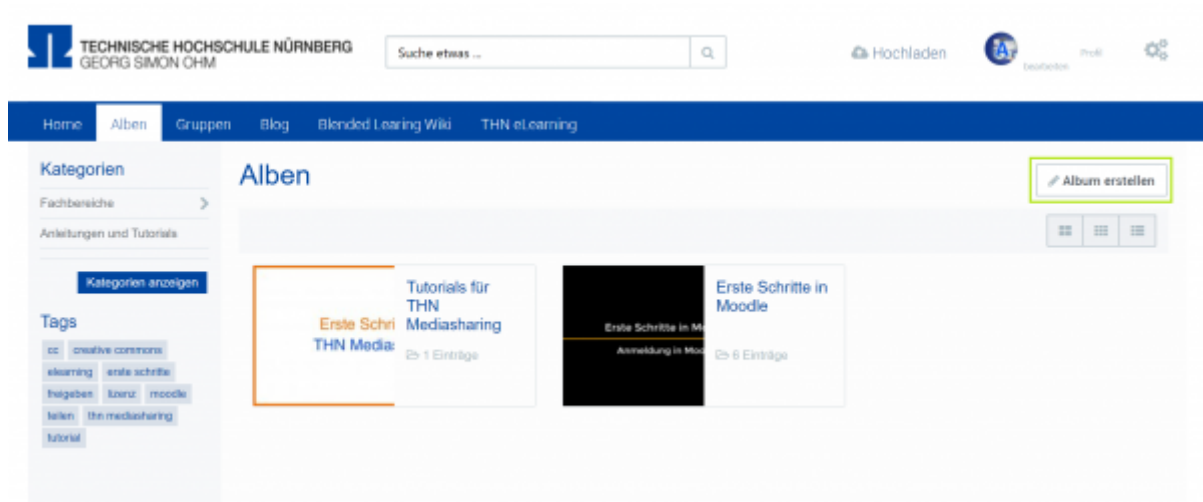 TECHNISCHE HOCHSCHULE NÜRNBERG
GEORG SIMON OHM
Suche etwas ...
Hochladen
Profil
bearbeiten
Home Alben Gruppen Blog Blended Learing Wiki THN eLearning
Kategorien
Fachbereiche
Anleitungen und Tutorials
Kategorien anzeigen
Tags
cc creative commons
elearning erste schritte
freigeben lizenz moodle
teilen thn mediasharing
tutorial
Alben
Album erstellen
Erste Schri
THN Medias
Tutorials für
THN
Mediasharing
1 Einträge
Erste Schritte in Mo
Anmeldung in Mood
Erste Schritte in
Moodle
6 Einträge